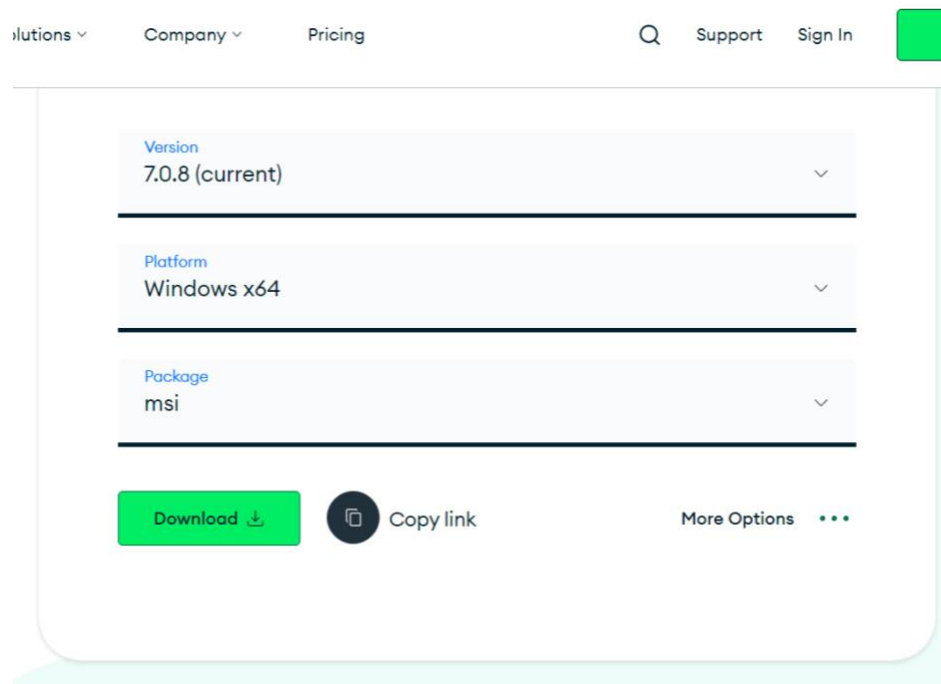 olutions
Company
Pricing
Support
Sign In
Version
7.0.8 (current)
Platform
Windows x64
Package
msi
Download
Copy link
More Options